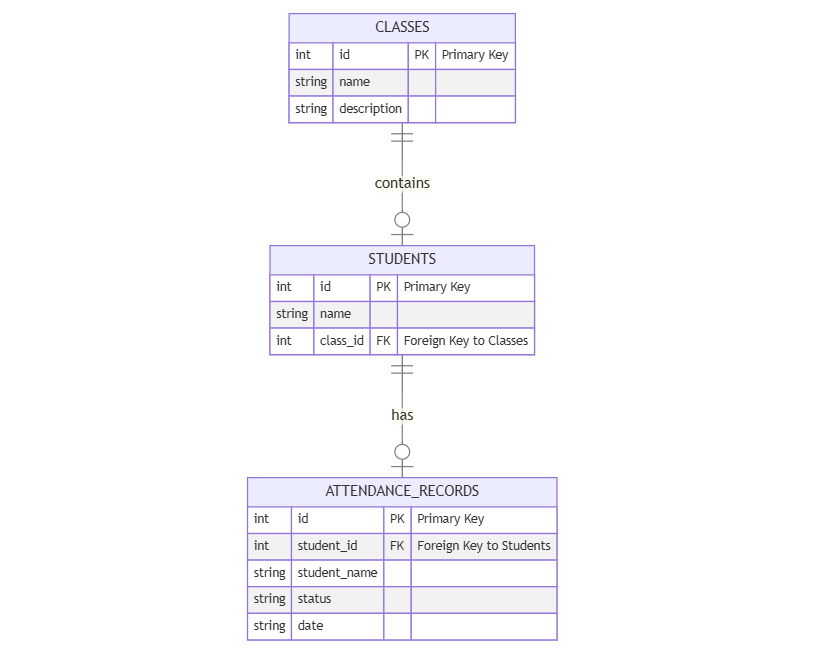 CLASSES
int id PK Primary Key
string name
string description
contains
STUDENTS
int id PK Primary Key
string name
int class_id FK Foreign Key to Classes
has
ATTENDANCE_RECORDS
int id PK Primary Key
int student_id FK Foreign Key to Students
string student_name
string status
string date